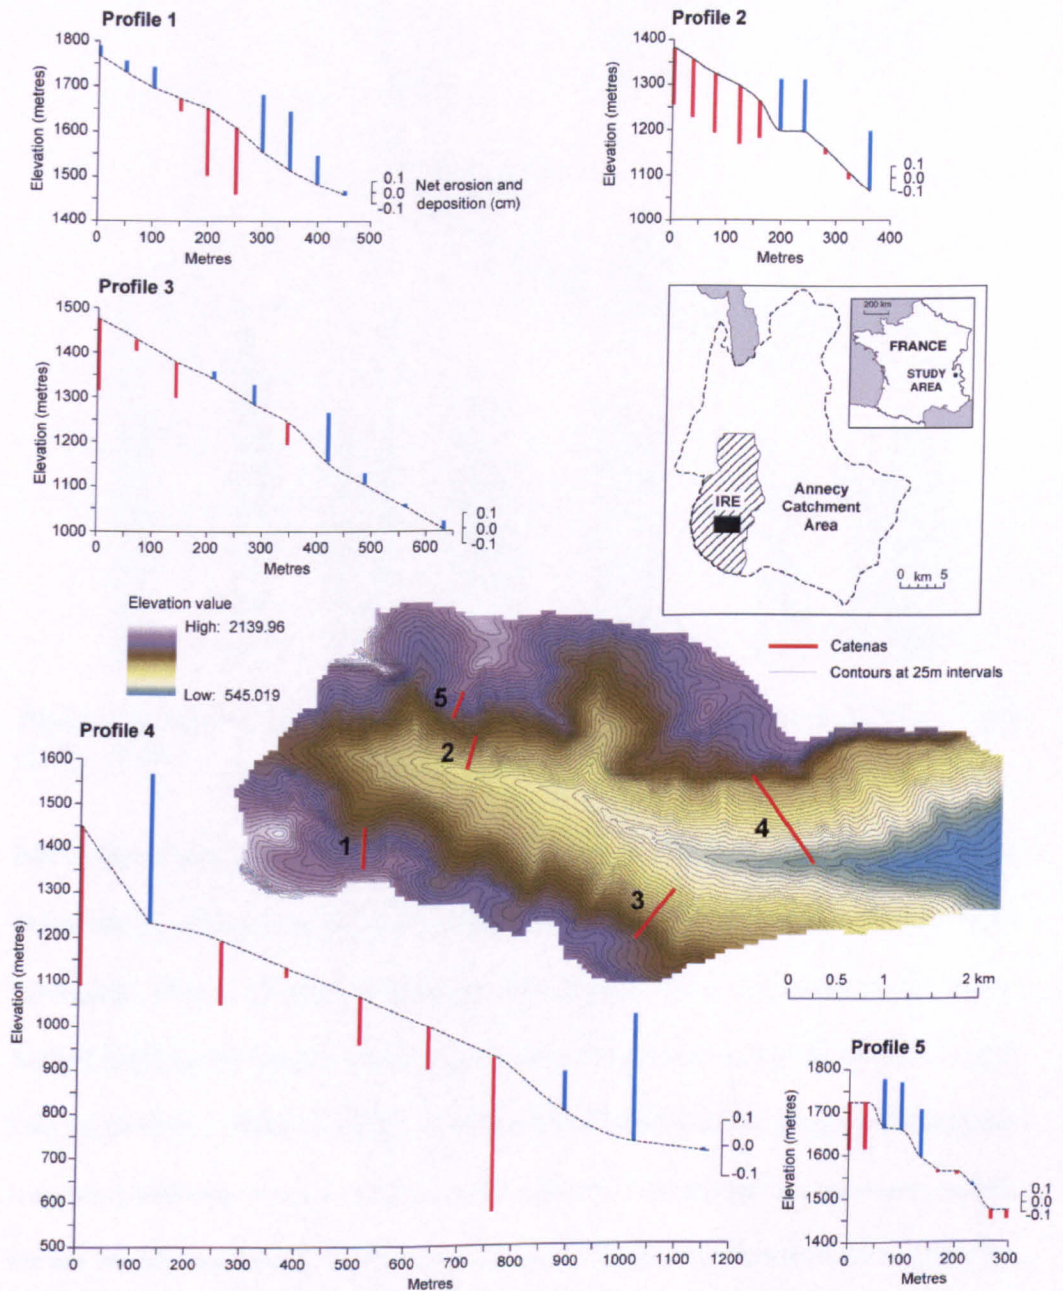 Profile 1
Elevation (metres)
1800
1700
1600
1500
1400
0 100 200 300 400 500
Metres
0.1
0.0
-0.1
Net erosion and
deposition (cm)
Profile 2
Elevation (metres)
1400
1300
1200
1100
1000
0 100 200 300 400
Metres
0.1
0.0
-0.1
Profile 3
Elevation (metres)
1500
1400
1300
1200
1100
1000
0 100 200 300 400 500 600
Metres
0.1
0.0
-0.1
200 km
FRANCE
STUDY
AREA
IRE
Annecy
Catchment
Area
0 km 5
Elevation value
High: 2139.96
Low: 545.019
Catenas
Contours at 25m intervals
5
2
1
4
3
0 0.5 1 2 km
Profile 4
Elevation (metres)
1600
1500
1400
1300
1200
1100
1000
900
800
700
600
500
0 100 200 300 400 500 600 700 800 900 1000 1100 1200
Metres
0.1
0.0
-0.1
Profile 5
Elevation (metres)
1800
1700
1600
1500
1400
0 100 200 300
Metres
0.1
0.0
-0.1